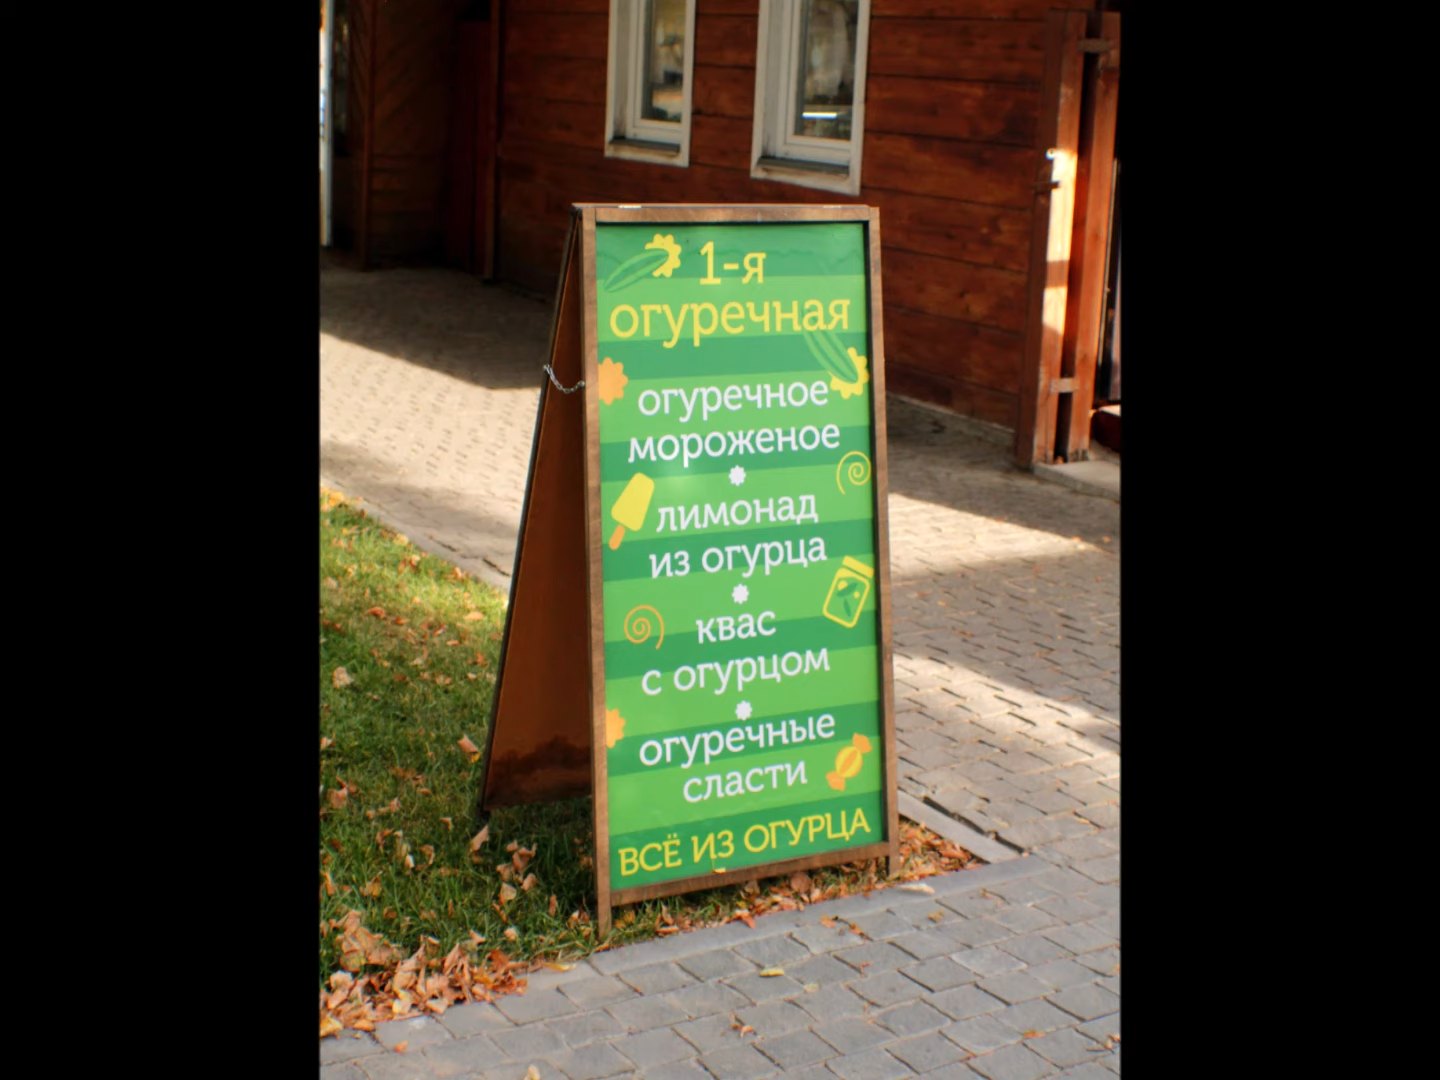 1-я
огуречная
огуречное
мороженое
лимонад
из огурца
квас
с огурцом
огуречные
сласти
ВСЁ ИЗ ОГУРЦА